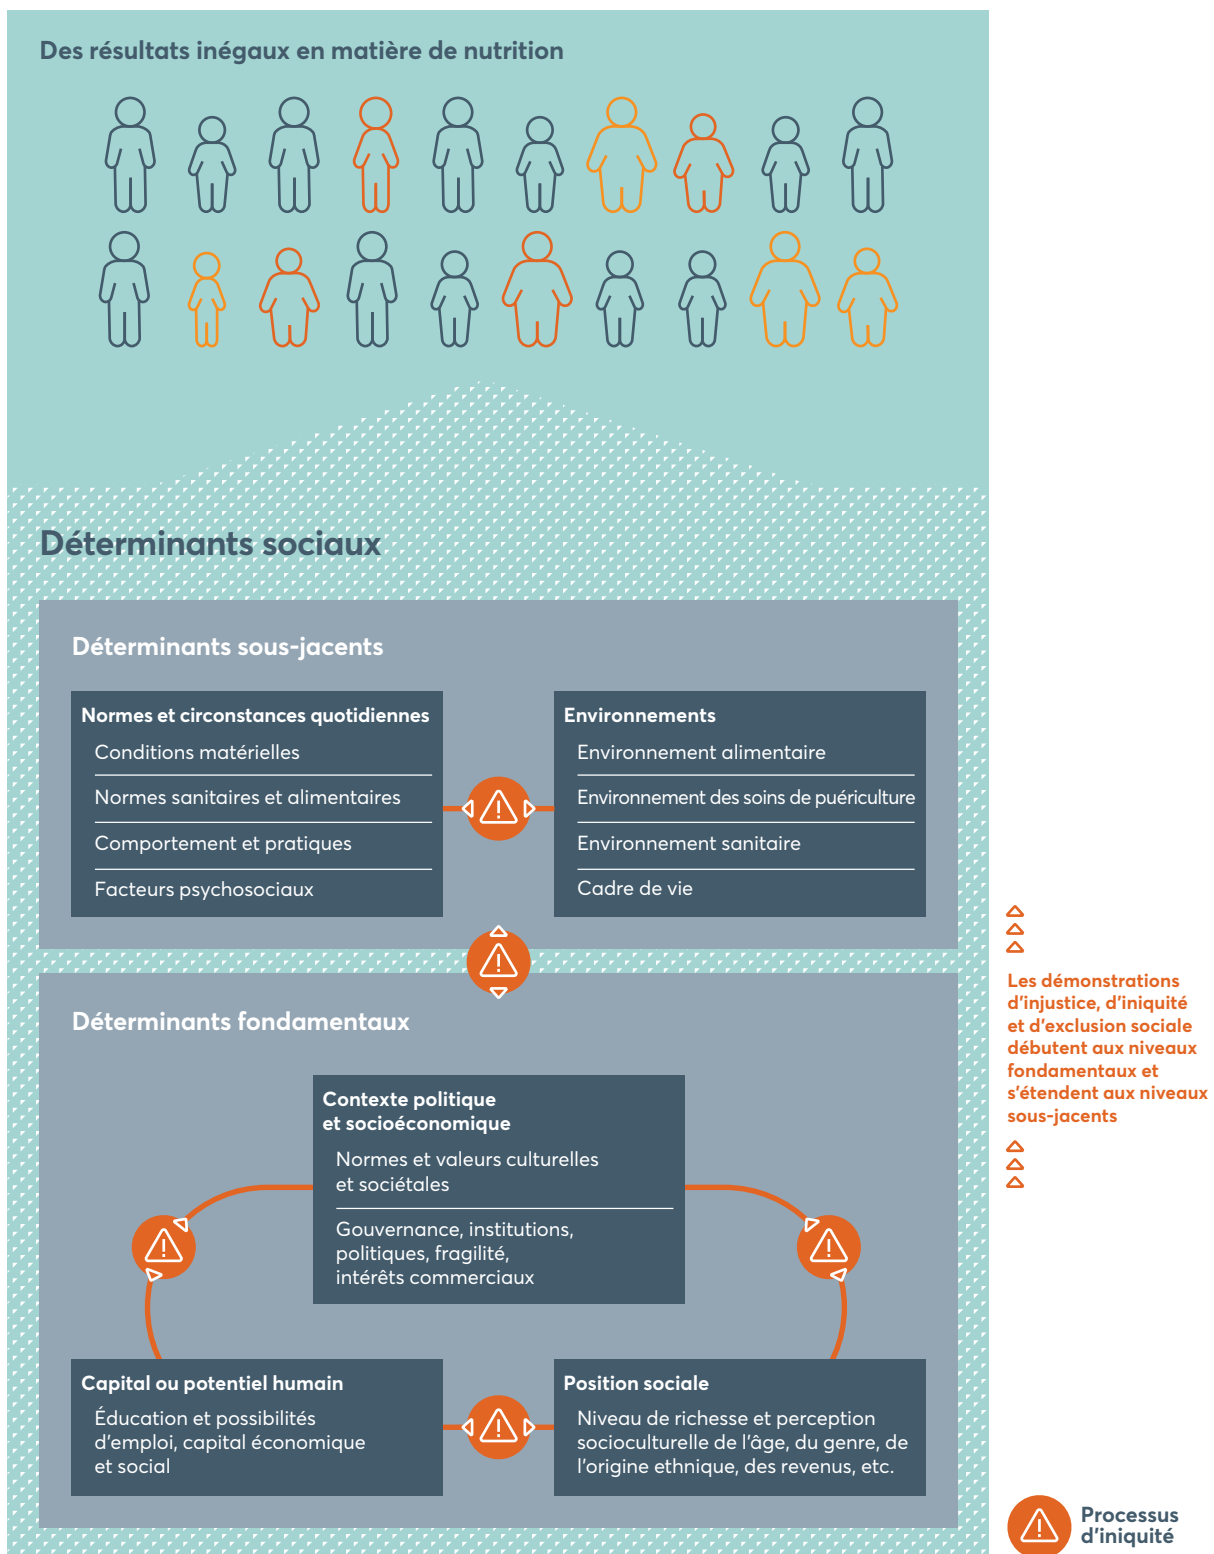 Des résultats inégaux en matière de nutrition
Déterminants sociaux
Déterminants sous-jacents
Normes et circonstances quotidiennes
Conditions matérielles
Normes sanitaires et alimentaires
Comportement et pratiques
Facteurs psychosociaux
Environnements
Environnement alimentaire
Environnement des soins de puériculture
Environnement sanitaire
Cadre de vie
Déterminants fondamentaux
Contexte politique
et socioéconomique
Normes et valeurs culturelles
et sociétales
Gouvernance, institutions,
politiques, fragilité,
intérêts commerciaux
Capital ou potentiel humain
Éducation et possibilités
d'emploi, capital économique
et social
Position sociale
Niveau de richesse et perception
socioculturelle de l'âge, du genre, de
l'origine ethnique, des revenus, etc.
Les démonstrations
d'injustice, d'iniquité
et d'exclusion sociale
débutent aux niveaux
fondamentaux et
s'étendent aux niveaux
sous-jacents
Processus
d'iniquité